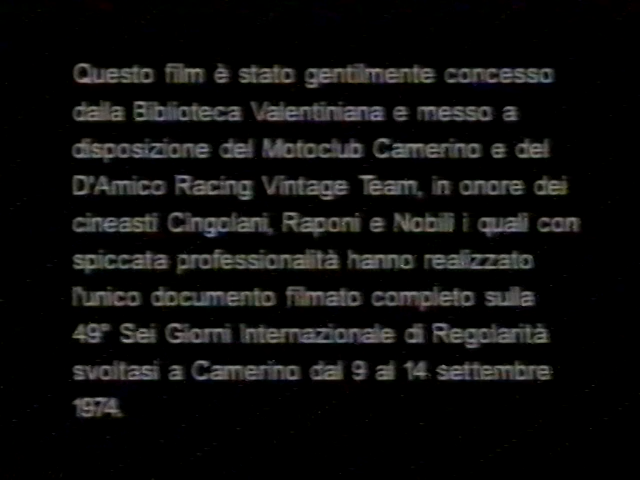 Questo film è stato gentilmente concesso
dalla Biblioteca Valentiniana e messo a
disposizione del Motoclub Camerino e del
D'Amico Racing Vintage Team, in onore dei
cineasti Cingolani, Raponi e Nobili i quali con
spiccata professionalità hanno realizzato
l'unico documento filmato completo sulla
49° Sei Giorni Internazionale di Regolarità
svoltasi a Camerino dal 9 al 14 settembre
1974.